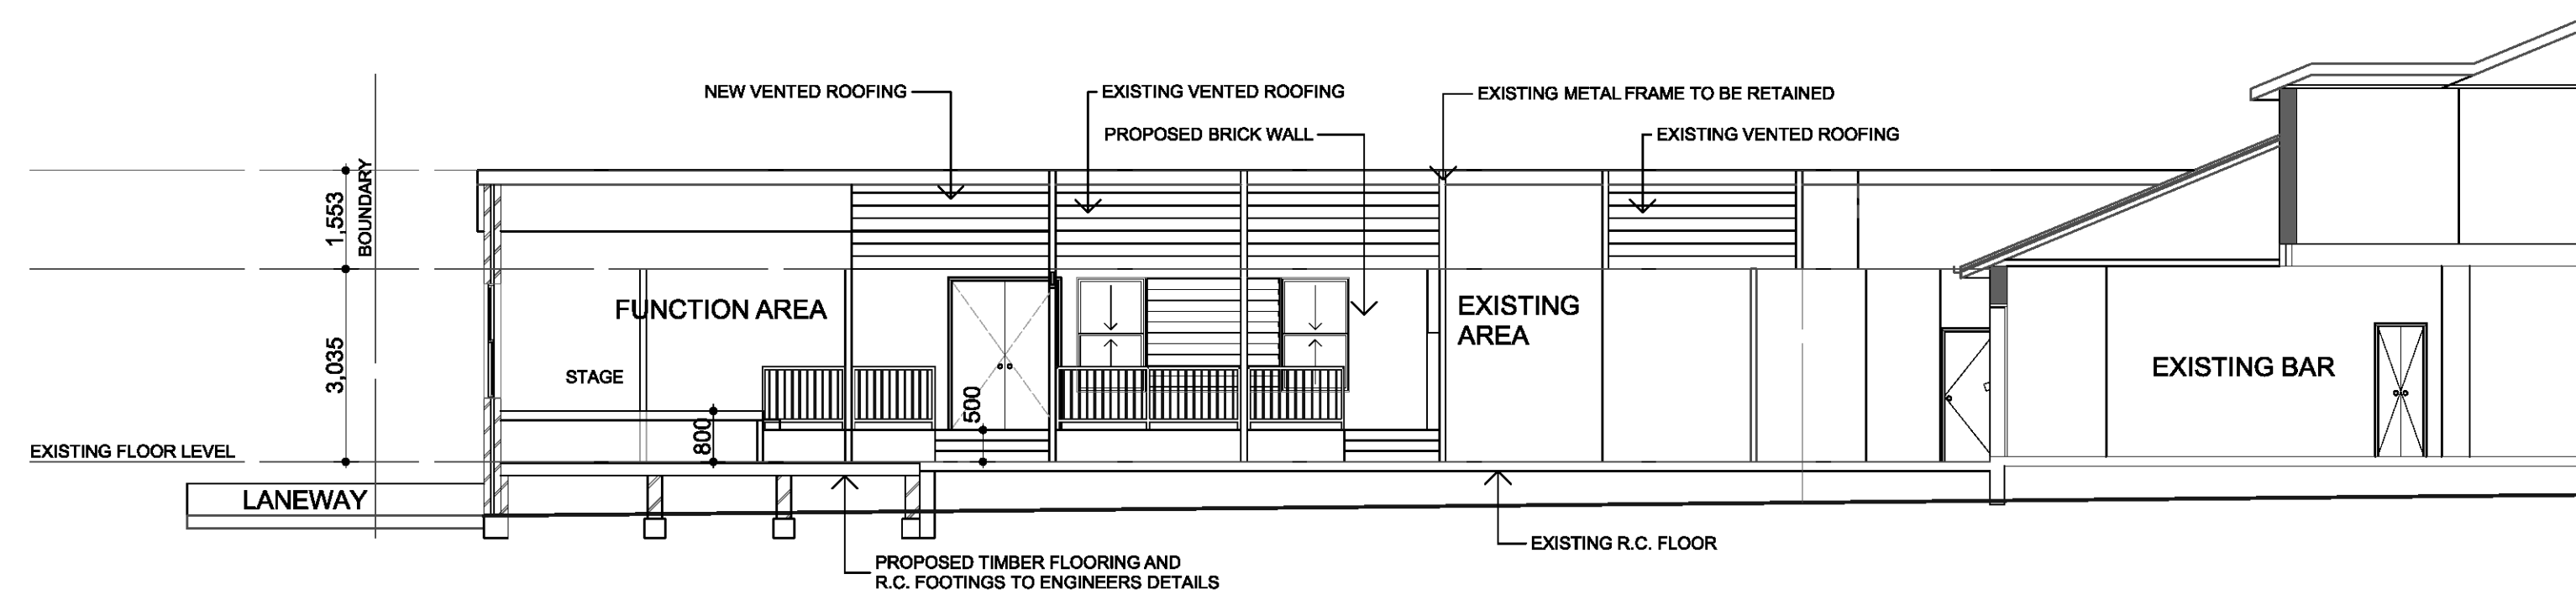 NEW VENTED ROOFING
EXISTING VENTED ROOFING
EXISTING METAL FRAME TO BE RETAINED
PROPOSED BRICK WALL
EXISTING VENTED ROOFING
BOUNDARY
1,553
FUNCTION AREA
EXISTING
AREA
3,035
STAGE
EXISTING BAR
500
800
EXISTING FLOOR LEVEL
LANEWAY
EXISTING R.C. FLOOR
PROPOSED TIMBER FLOORING AND
R.C. FOOTINGS TO ENGINEERS DETAILS